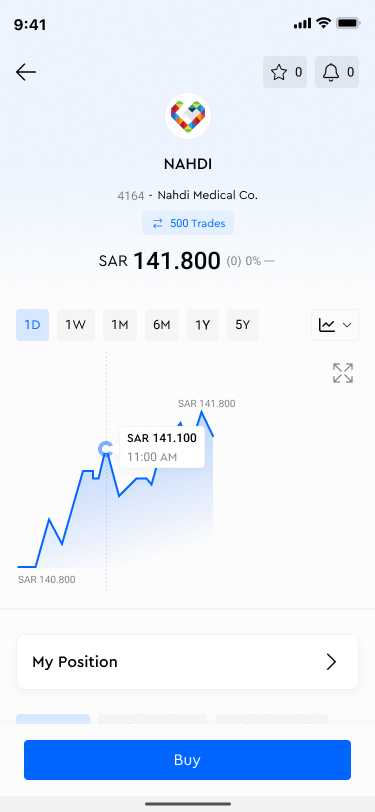 9:41
0
0
NAHDI
4164 - Nahdi Medical Co.
500 Trades
SAR 141.800 (0) 0% —
1D 1W 1M 6M 1Y 5Y
SAR 141.800
SAR 141.100
11:00 AM
SAR 140.800
My Position
Buy